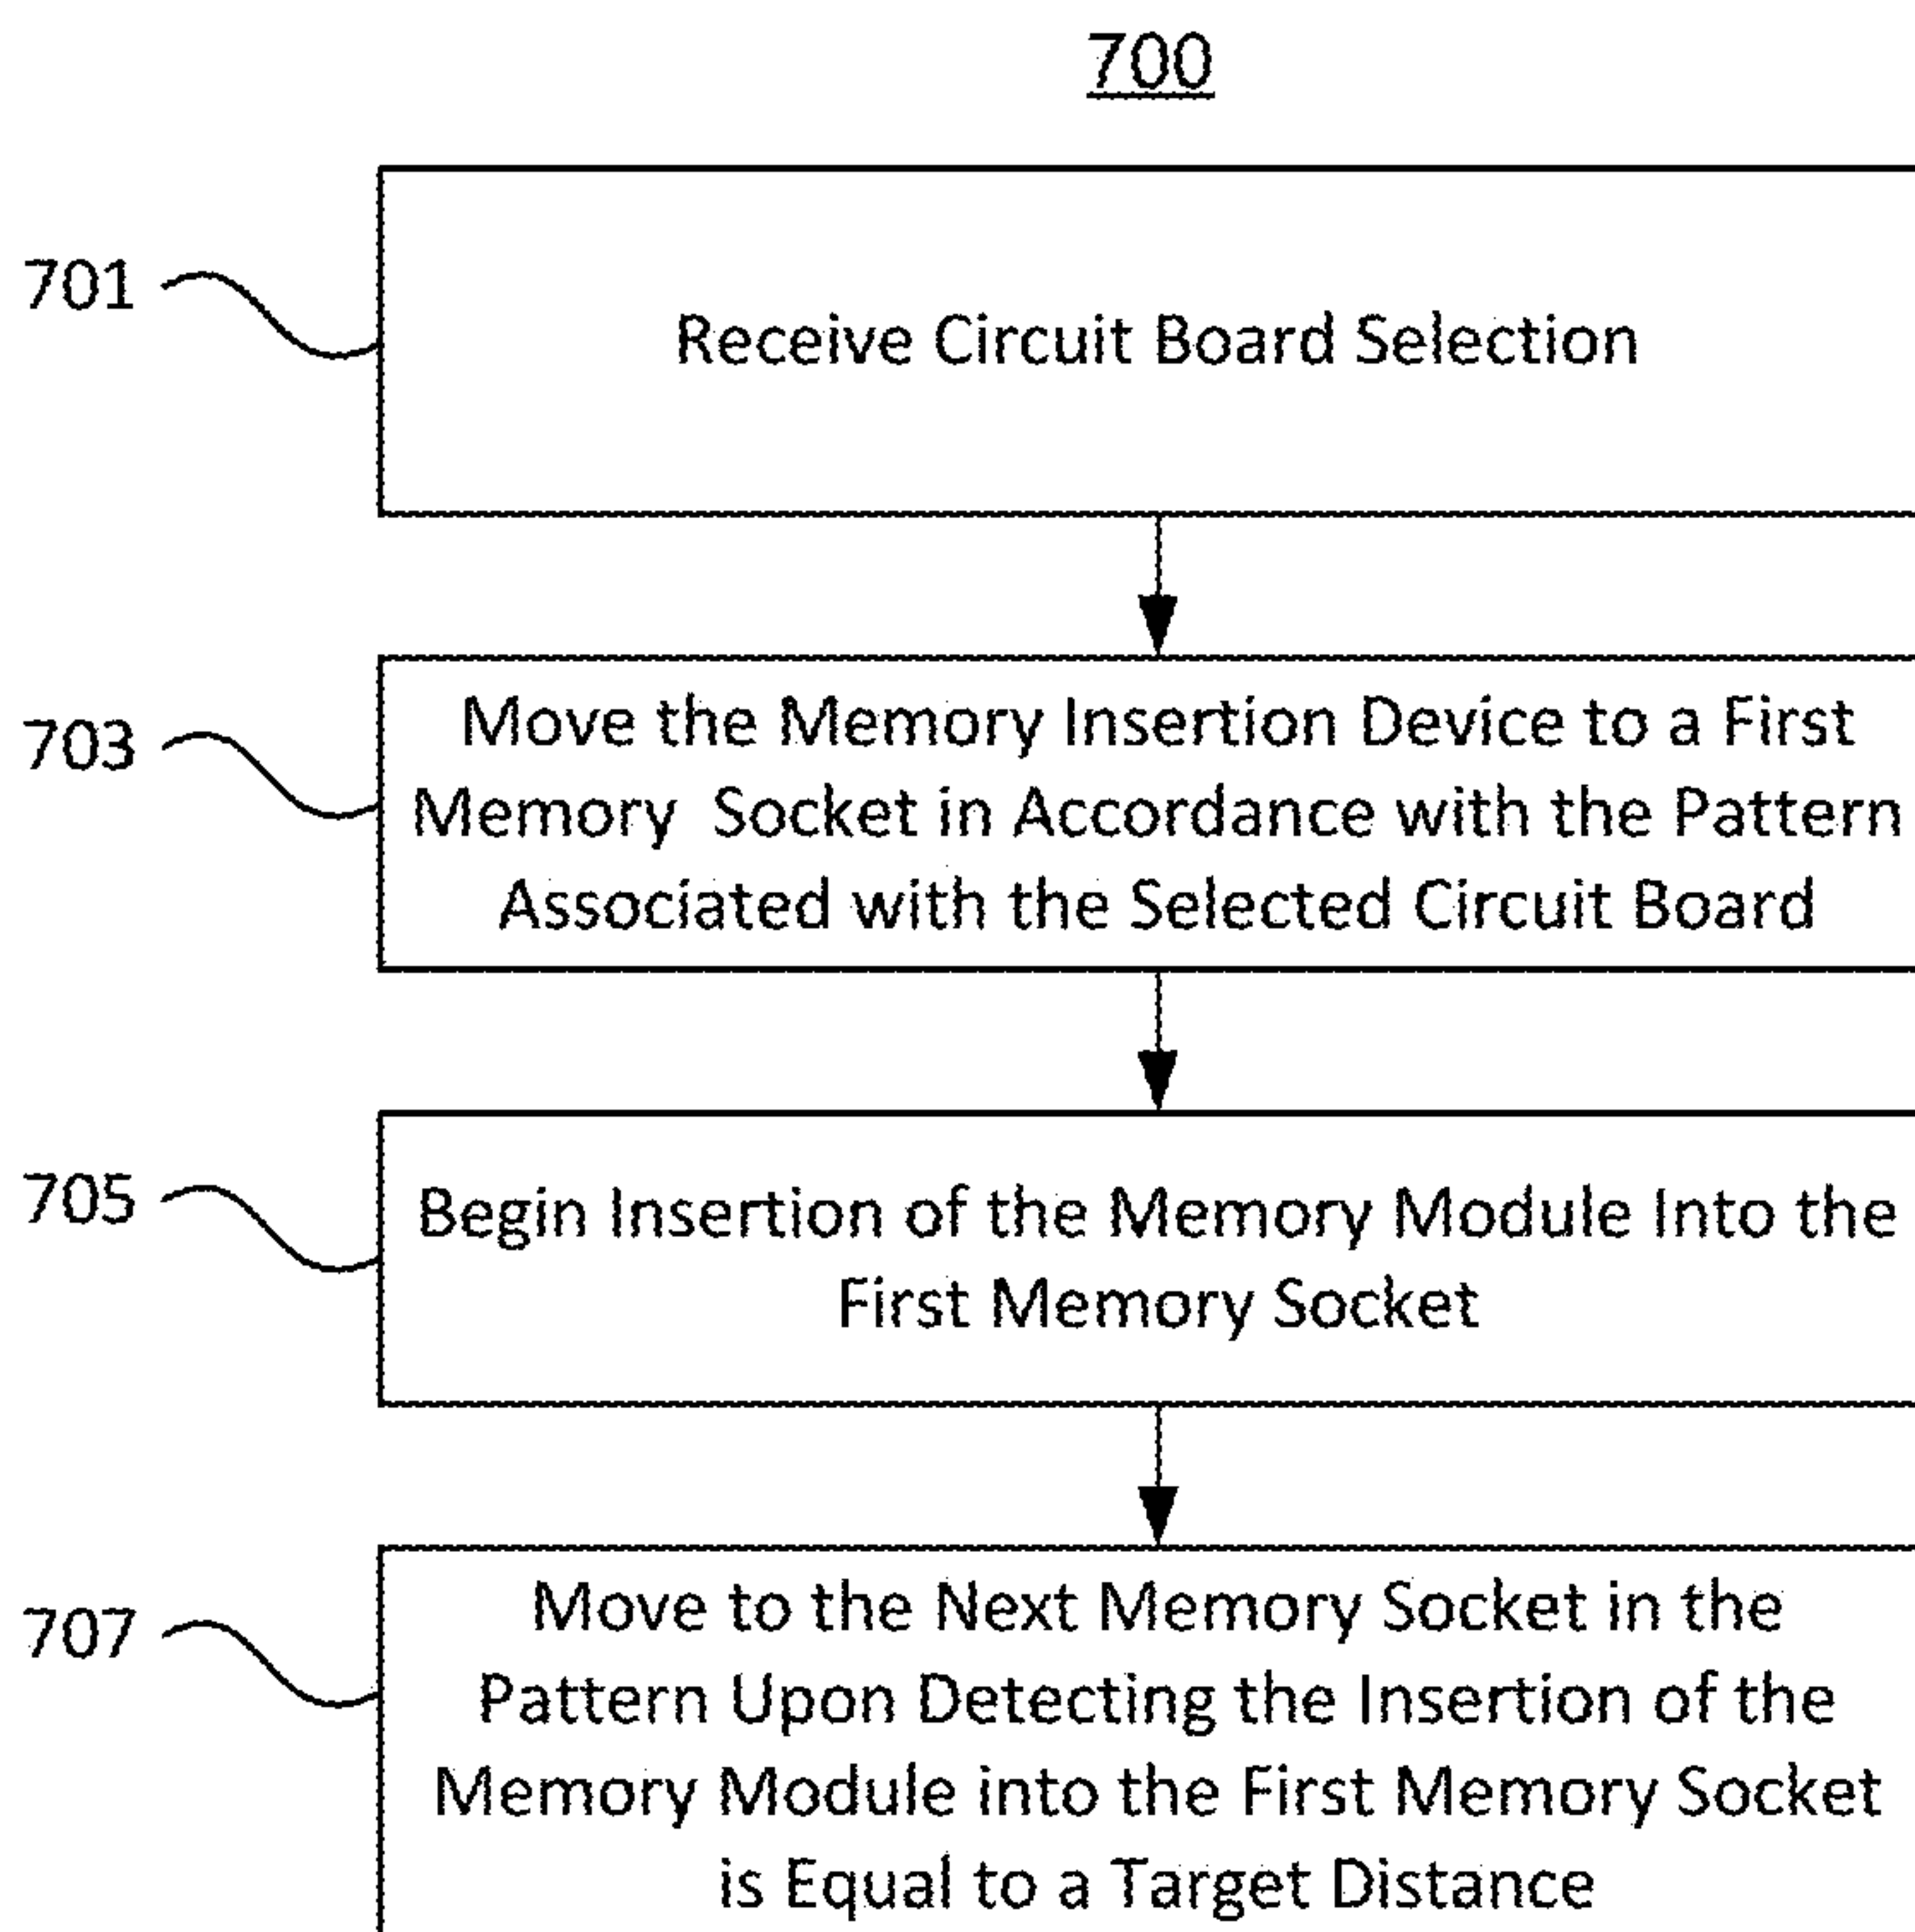 700
701
Receive Circuit Board Selection
703
Move the Memory Insertion Device to a First
Memory Socket in Accordance with the Pattern
Associated with the Selected Circuit Board
705
Begin Insertion of the Memory Module Into the
First Memory Socket
707
Move to the Next Memory Socket in the
Pattern Upon Detecting the Insertion of the
Memory Module into the First Memory Socket
is Equal to a Target Distance